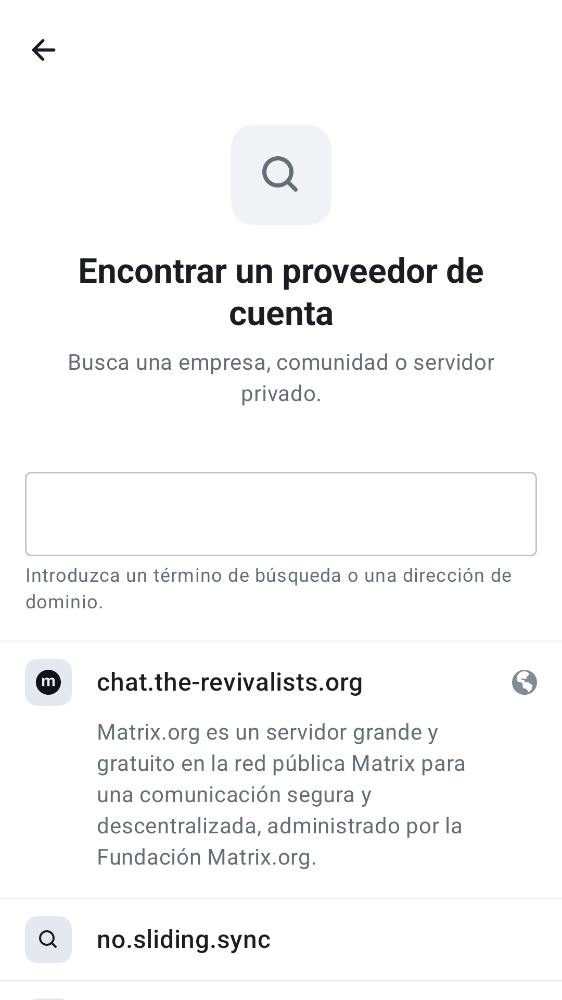 Encontrar un proveedor de
cuenta
Busca una empresa, comunidad o servidor
privado.
Introduzca un término de búsqueda o una dirección de
dominio.
m
chat.the-revivalists.org
Matrix.org es un servidor grande y
gratuito en la red pública Matrix para
una comunicación segura y
descentralizada, administrado por la
Fundación Matrix.org.
no.sliding.sync